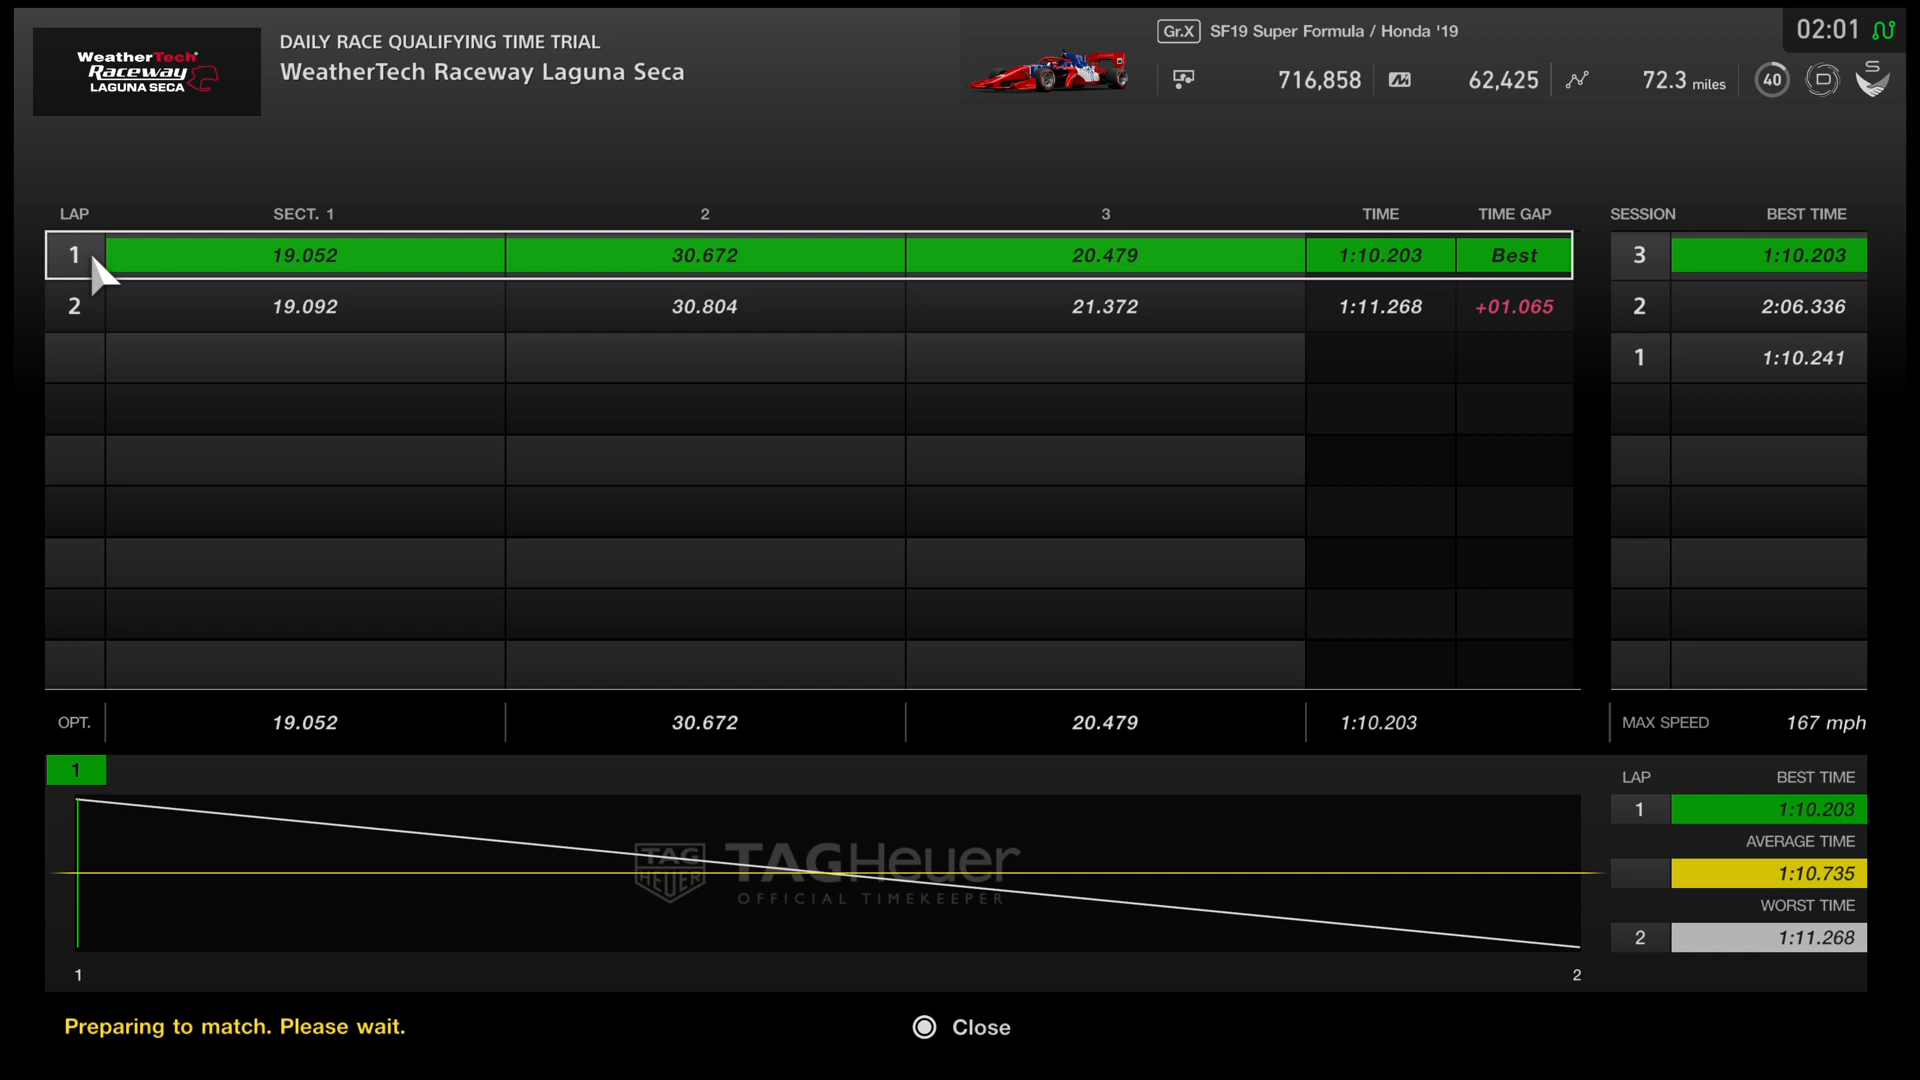 WeatherTech
Raceway
LAGUNA SECA
DAILY RACE QUALIFYING TIME TRIAL
WeatherTech Raceway Laguna Seca
Gr.X SF19 Super Formula / Honda '19
02:01
716,858 62,425 72.3 miles 40 D S
LAP SECT. 1 2 3 TIME TIME GAP SESSION BEST TIME
1 19.052 30.672 20.479 1:10.203 Best 3 1:10.203
2 19.092 30.804 21.372 1:11.268 +01.065 2 2:06.336
1 1:10.241
OPT. 19.052 30.672 20.479 1:10.203 MAX SPEED 167 mph
1
LAP BEST TIME
1 1:10.203
AVERAGE TIME
1:10.735
WORST TIME
2 1:11.268
TAG HEUER
TAGHeuer
OFFICIAL TIMEKEEPER
1 2
Preparing to match. Please wait.
Close